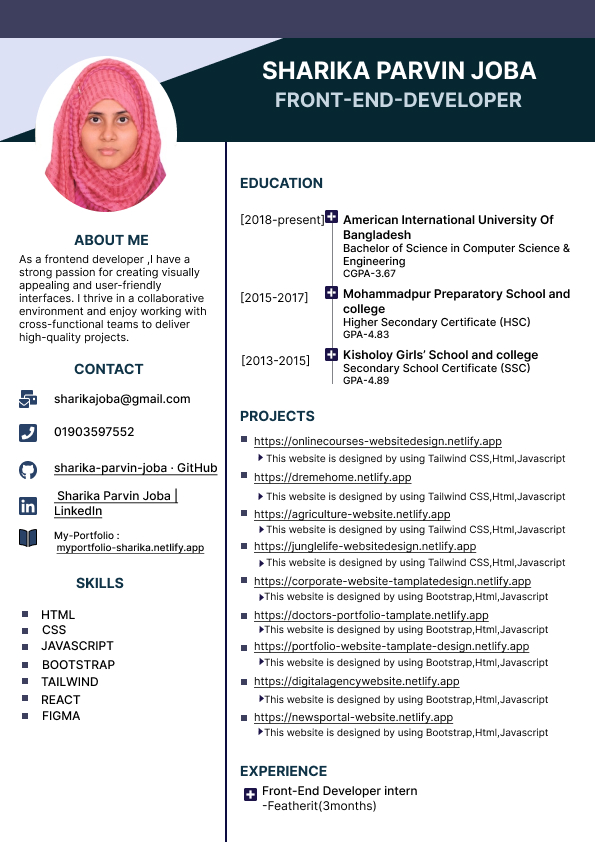 SHARIKA PARVIN JOBA
FRONT-END-DEVELOPER
ABOUT ME
As a frontend developer ,I have a
strong passion for creating visually
appealing and user-friendly
interfaces. I thrive in a collaborative
environment and enjoy working with
cross-functional teams to deliver
high-quality projects.
CONTACT
sharikajoba@gmail.com
01903597552
sharika-parvin-joba · GitHub
Sharika Parvin Joba |
LinkedIn
My-Portfolio :
myportfolio-sharika.netlify.app
SKILLS
HTML
CSS
JAVASCRIPT
BOOTSTRAP
TAILWIND
REACT
FIGMA
EDUCATION
[2018-present]
American International University Of
Bangladesh
Bachelor of Science in Computer Science &
Engineering
CGPA-3.67
[2015-2017]
Mohammadpur Preparatory School and
college
Higher Secondary Certificate (HSC)
GPA-4.83
[2013-2015]
Kisholoy Girls' School and college
Secondary School Certificate (SSC)
GPA-4.89
PROJECTS
https://onlinecourses-websitedesign.netlify.app
This website is designed by using Tailwind CSS,Html,Javascript
https://dremehome.netlify.app
This website is designed by using Tailwind CSS,Html,Javascript
https://agriculture-website.netlify.app
This website is designed by using Tailwind CSS,Html,Javascript
https://junglelife-websitedesign.netlify.app
This website is designed by using Tailwind CSS,Html,Javascript
https://corporate-website-tamplatedesign.netlify.app
This website is designed by using Bootstrap,Html,Javascript
https://doctors-portfolio-tamplate.netlify.app
This website is designed by using Bootstrap,Html,Javascript
https://portfolio-website-tamplate-design.netlify.app
This website is designed by using Bootstrap,Html,Javascript
https://digitalagencywebsite.netlify.app
This website is designed by using Bootstrap,Html,Javascript
https://newsportal-website.netlify.app
This website is designed by using Bootstrap,Html,Javascript
EXPERIENCE
Front-End Developer intern
-Featherit(3months)